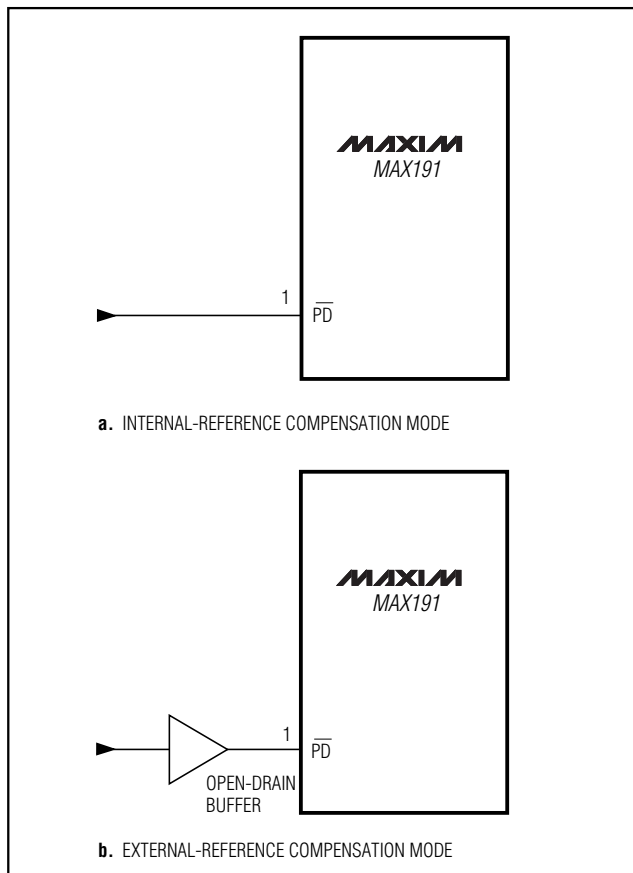 MAXIM
MAX191
1
PD
a. INTERNAL-REFERENCE COMPENSATION MODE
MAXIM
MAX191
1
PD
OPEN-DRAIN
BUFFER
b. EXTERNAL-REFERENCE COMPENSATION MODE